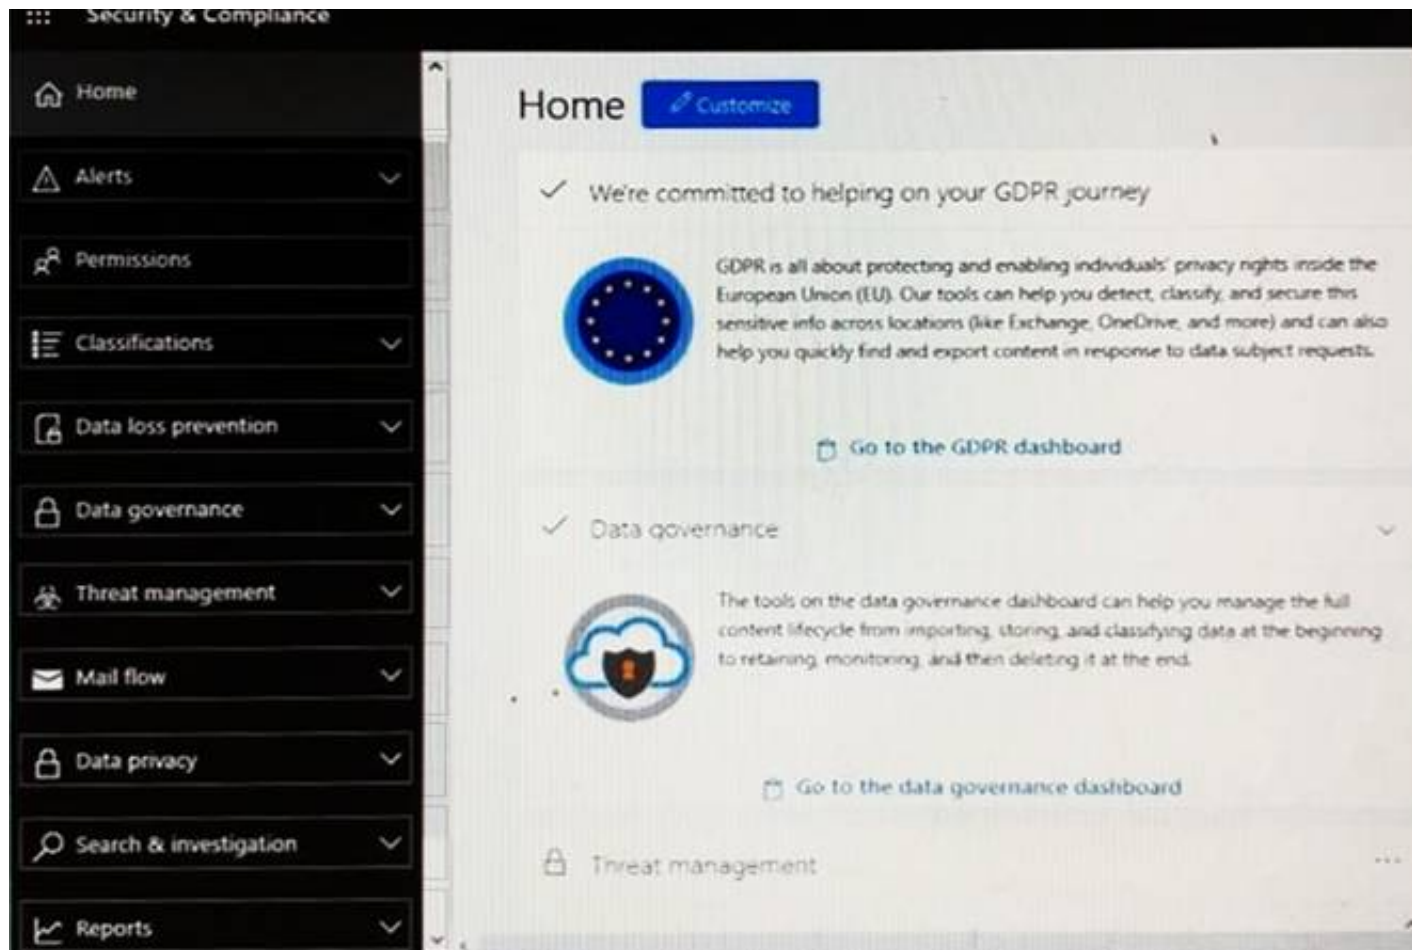 Security & Compliance
Home
Alerts
Permissions
Classifications
Data loss prevention
Data governance
Threat management
Mail flow
Data privacy
Search & investigation
Reports
Home
Customize
We're committed to helping on your GDPR journey
GDPR is all about protecting and enabling individuals' privacy rights inside the
European Union (EU). Our tools can help you detect, classify, and secure this
sensitive info across locations (like Exchange, OneDrive, and more) and can also
help you quickly find and export content in response to data subject requests.
Go to the GDPR dashboard
Data governance
The tools on the data governance dashboard can help you manage the full
content lifecycle from importing, storing, and classifying data at the beginning
to retaining, monitoring, and then deleting it at the end.
Go to the data governance dashboard
Threat management